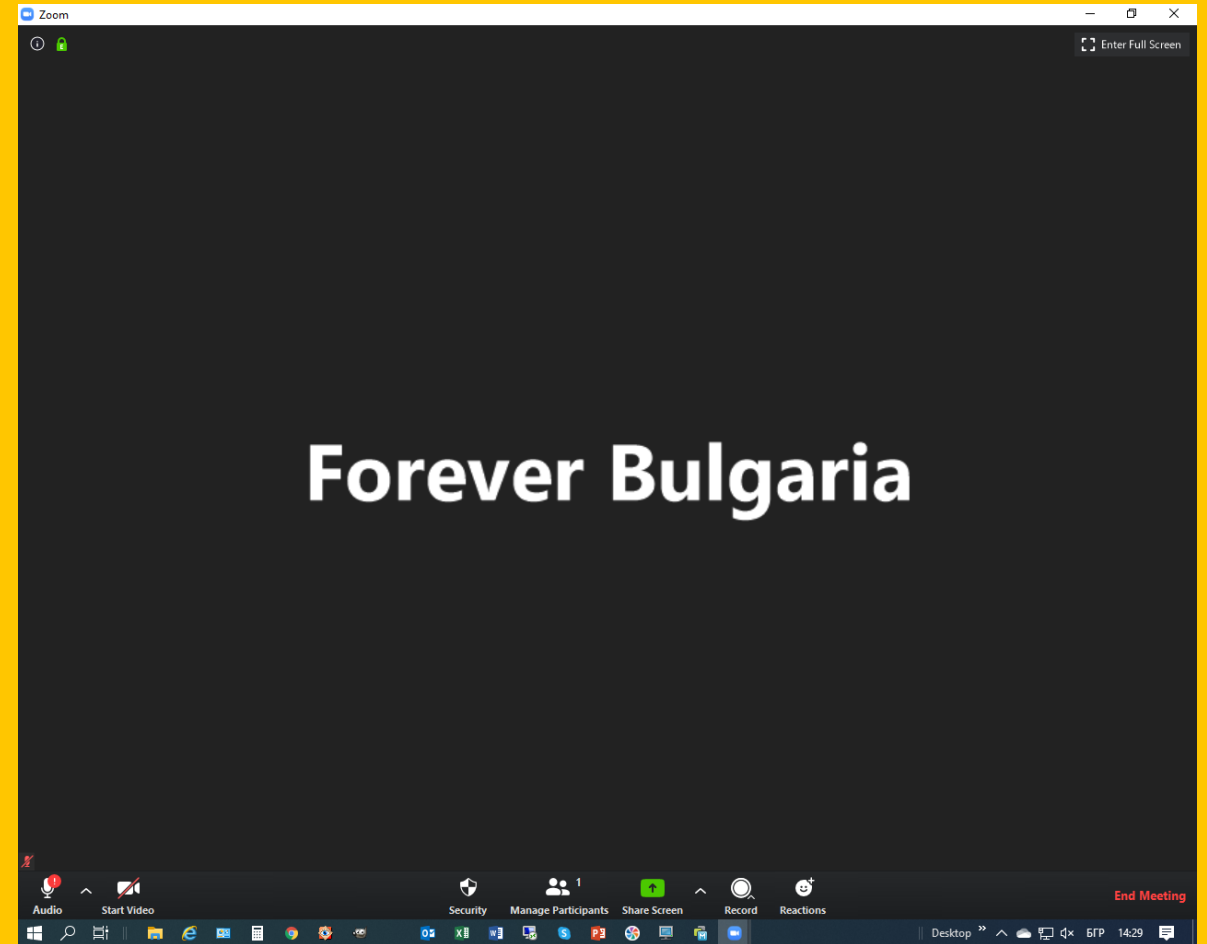 Zoom
Enter Full Screen
Forever Bulgaria
1
Audio
Start Video
Security
Manage Participants
Share Screen
Record
Reactions
End Meeting
Desktop
БГР
14:29